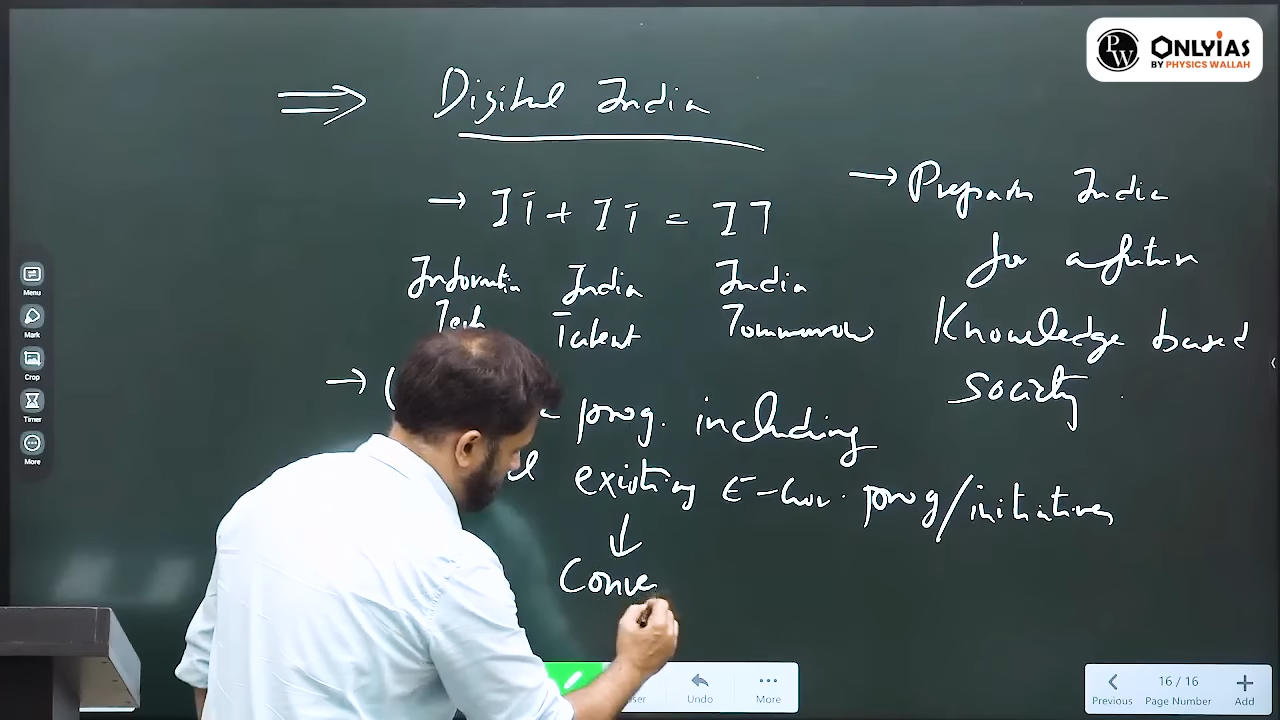 PW ONLYIAS
BY PHYSICS WALLAH
⇒ Digital India
→ IT + IT = IT
Information India India
Tech Talent Tommorow
→ prog. including
existing E-Gov. prog/initiatives
↓
Conve
→ Prepare India
for a future
Knowledge based
society
Menu
Mark
Crop
Timer
More
Undo
More
Previous
16 / 16
Page Number
Add